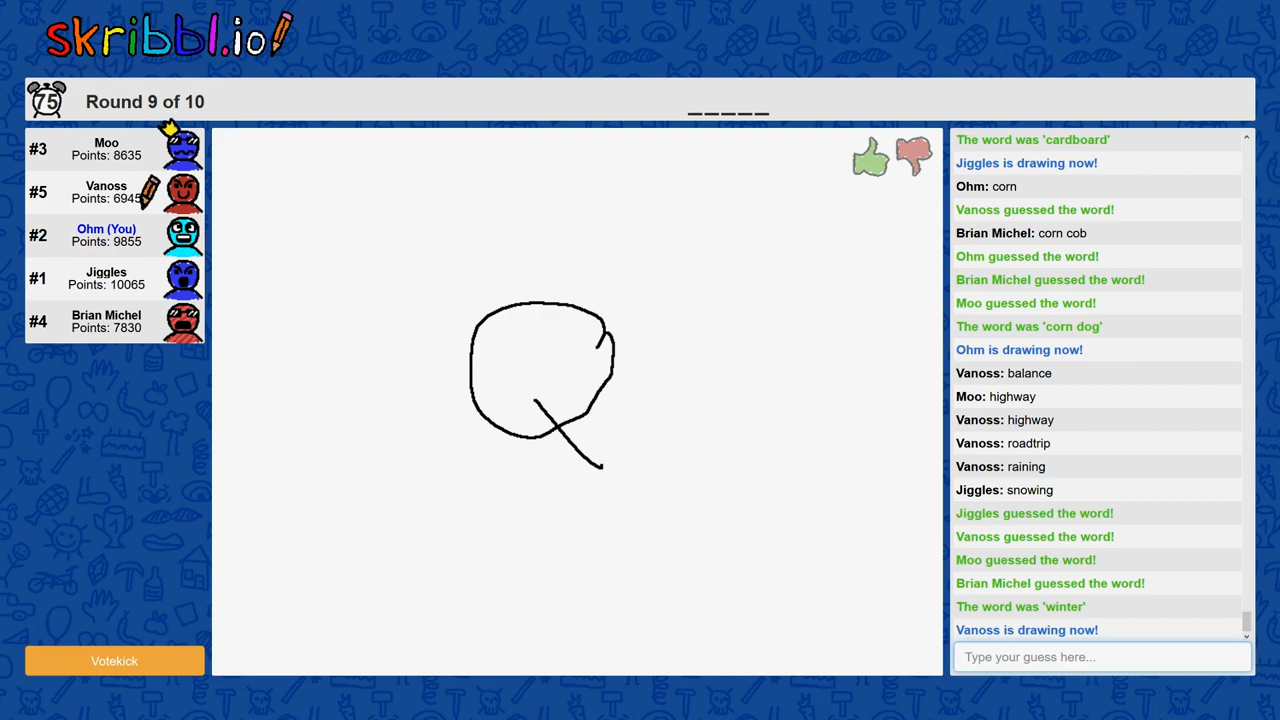 skribbl.io
75
Round 9 of 10
_ _ _ _ _
#3
Moo
Points: 8635
#5
Vanoss
Points: 6945
#2
Ohm (You)
Points: 9855
#1
Jiggles
Points: 10065
#4
Brian Michel
Points: 7830
Votekick
The word was 'cardboard'
Jiggles is drawing now!
Ohm: corn
Vanoss guessed the word!
Brian Michel: corn cob
Ohm guessed the word!
Brian Michel guessed the word!
Moo guessed the word!
The word was 'corn dog'
Ohm is drawing now!
Vanoss: balance
Moo: highway
Vanoss: highway
Vanoss: roadtrip
Vanoss: raining
Jiggles: snowing
Jiggles guessed the word!
Vanoss guessed the word!
Moo guessed the word!
Brian Michel guessed the word!
The word was 'winter'
Vanoss is drawing now!
Type your guess here...